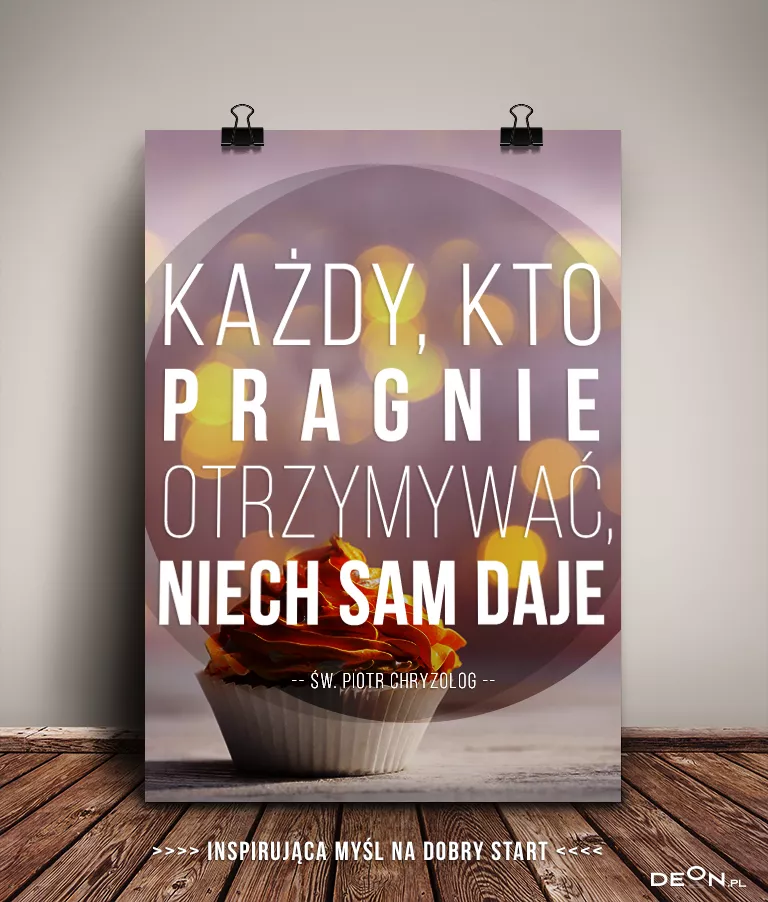 KAŻDY, KTO
PRAGNIE
OTRZYMYWAĆ,
NIECH SAM DAJE
-- ŚW. PIOTR CHRYZOLOG --
>>>> INSPIRUJĄCA MYŚL NA DOBRY START <<<<
DEON.PL